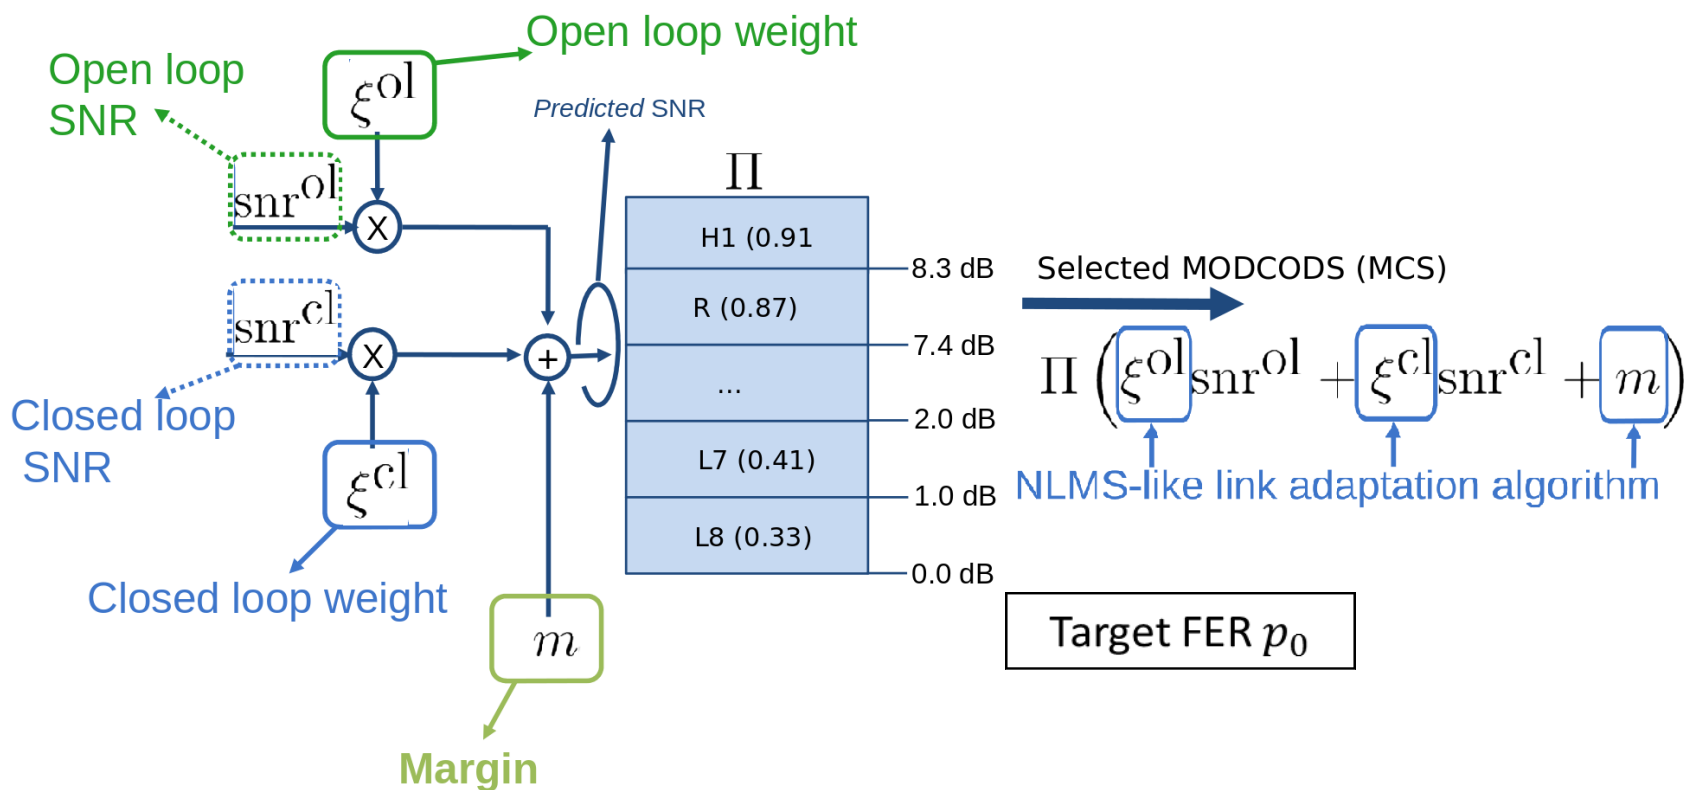 Open loop weight
Open loop
SNR
ξ^ol
Predicted SNR
snr^ol
X
Π
H1 (0.91
8.3 dB
Selected MODCODS (MCS)
R (0.87)
7.4 dB
snr^cl
X
+
Π(ξ^ol snr^ol + ξ^cl snr^cl + m)
...
2.0 dB
Closed loop
SNR
L7 (0.41)
1.0 dB
NLMS-like link adaptation algorithm
ξ^cl
L8 (0.33)
0.0 dB
Closed loop weight
m
Target FER p₀
Margin